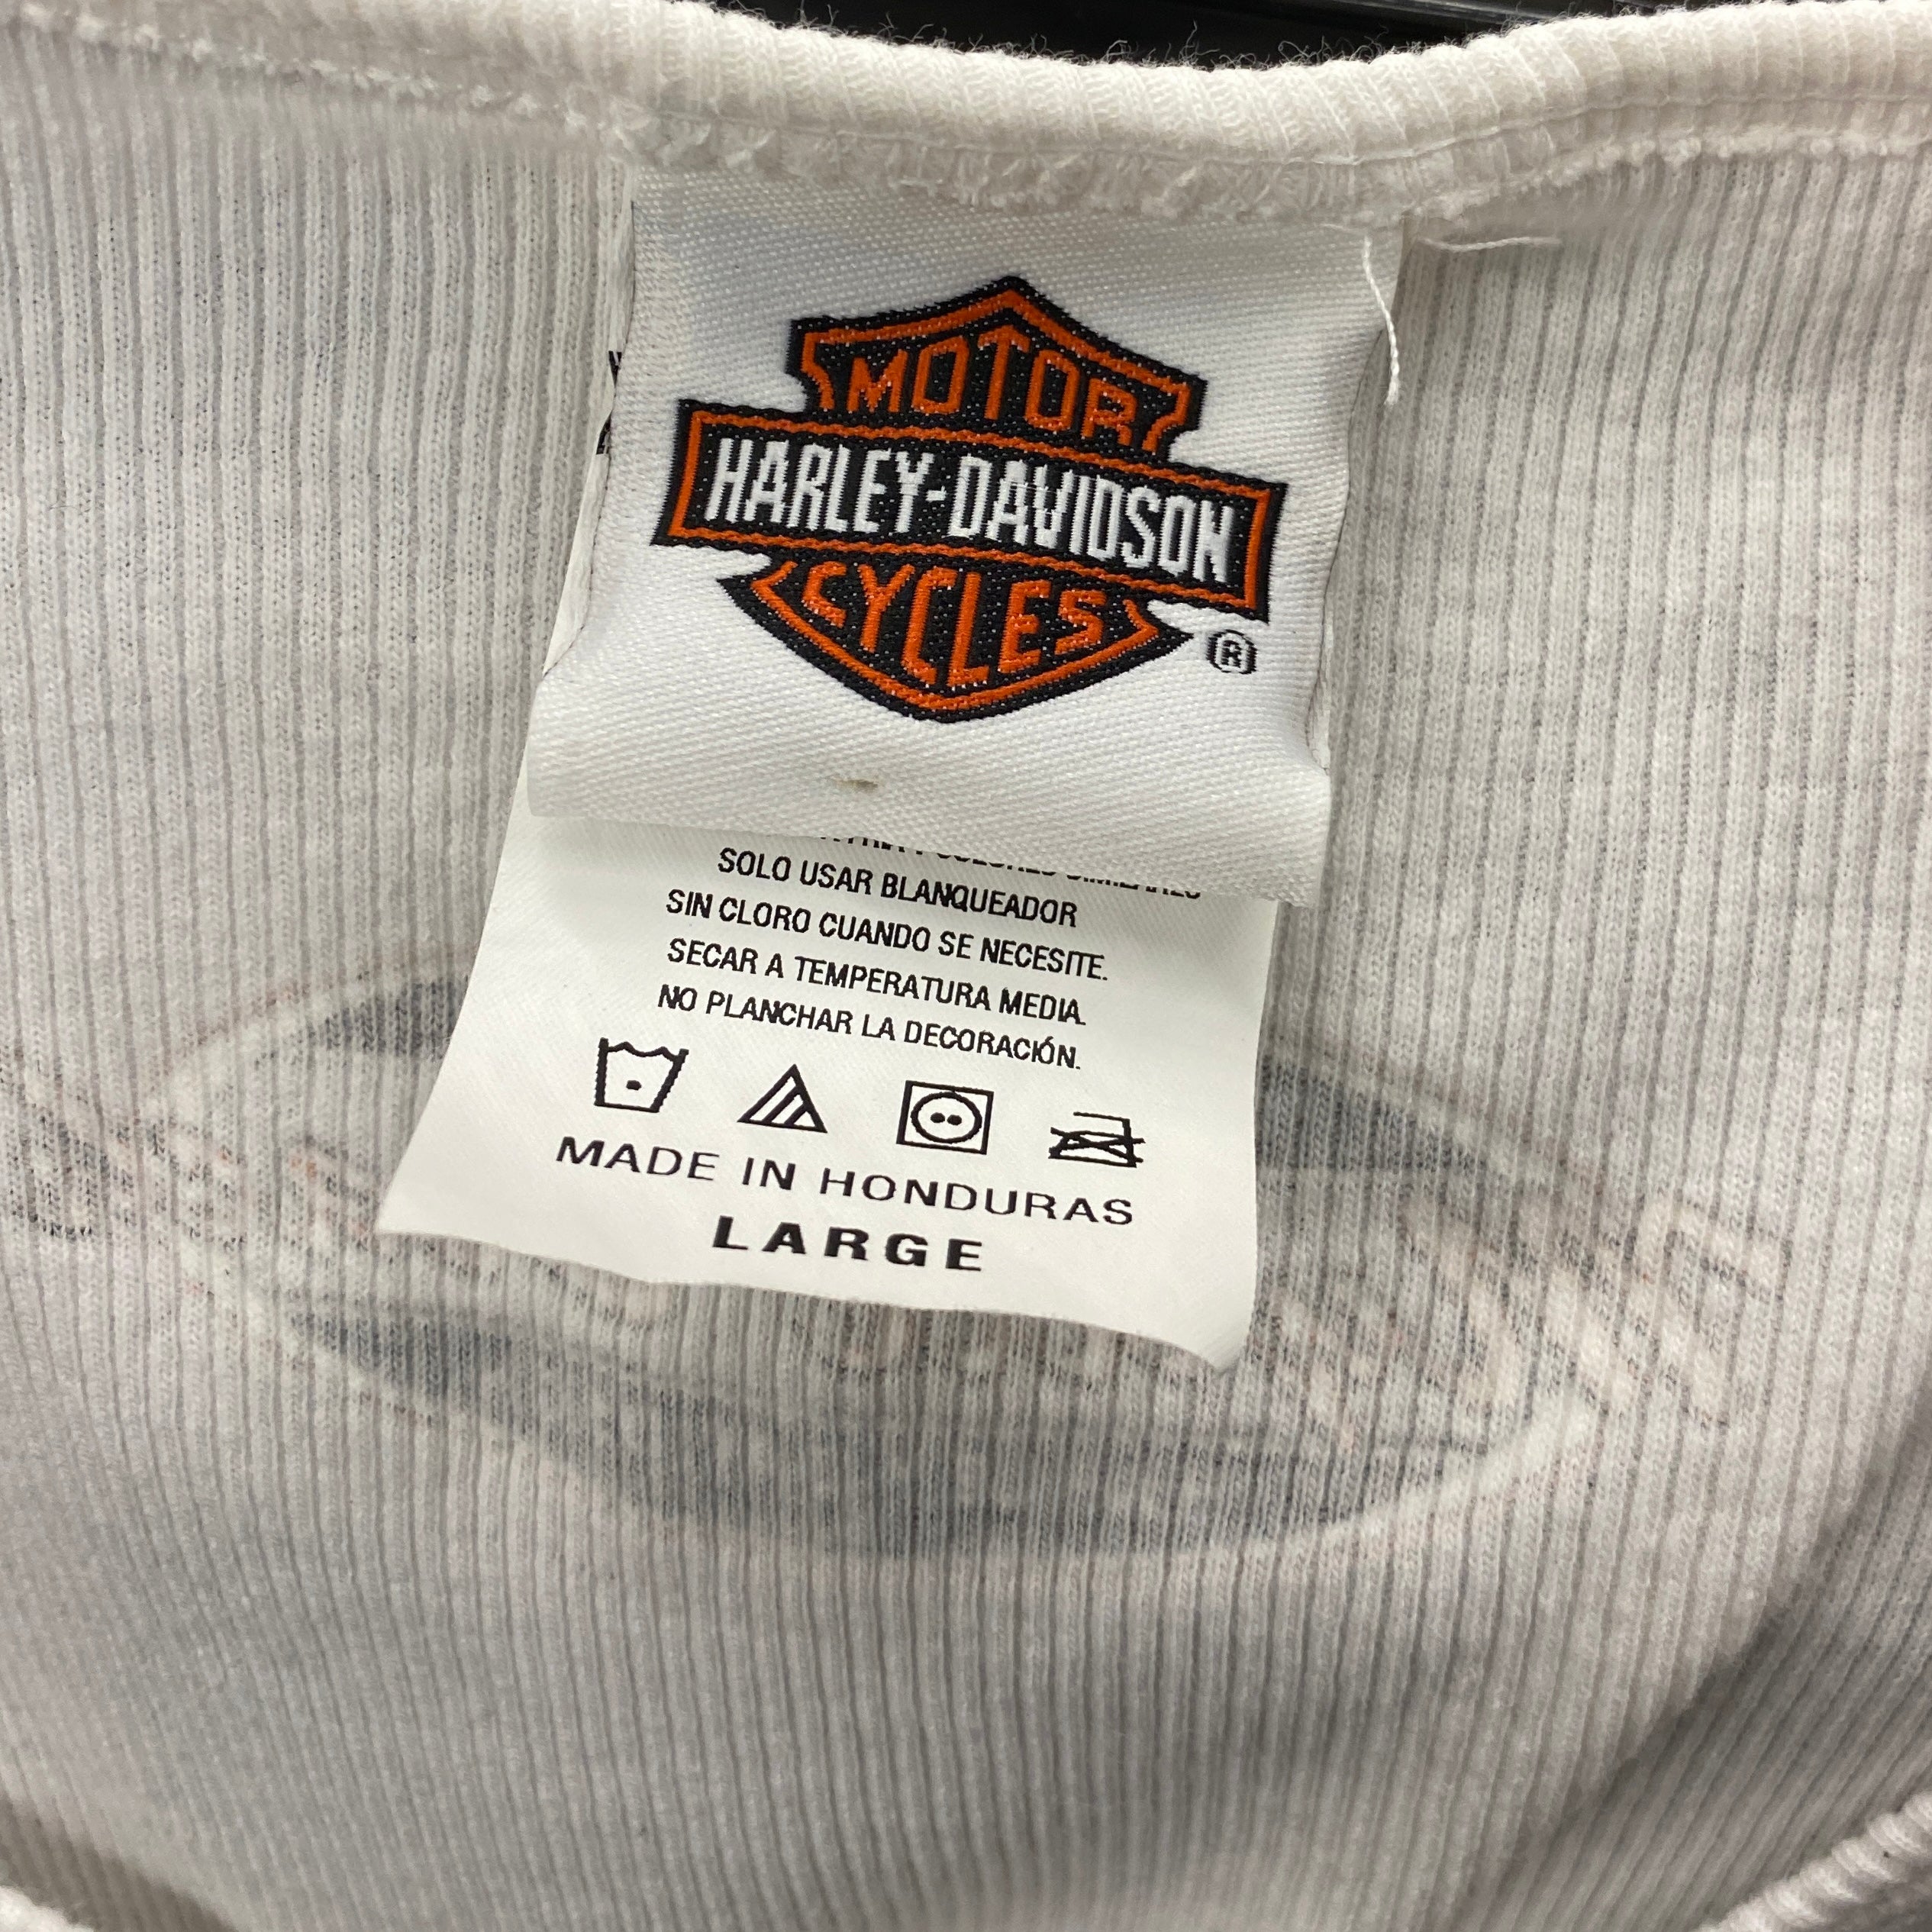 MOTOR
HARLEY-DAVIDSON
CYCLES
®
SOLO USAR BLANQUEADOR
SIN CLORO CUANDO SE NECESITE.
SECAR A TEMPERATURA MEDIA.
NO PLANCHAR LA DECORACIÓN.
MADE IN HONDURAS
LARGE